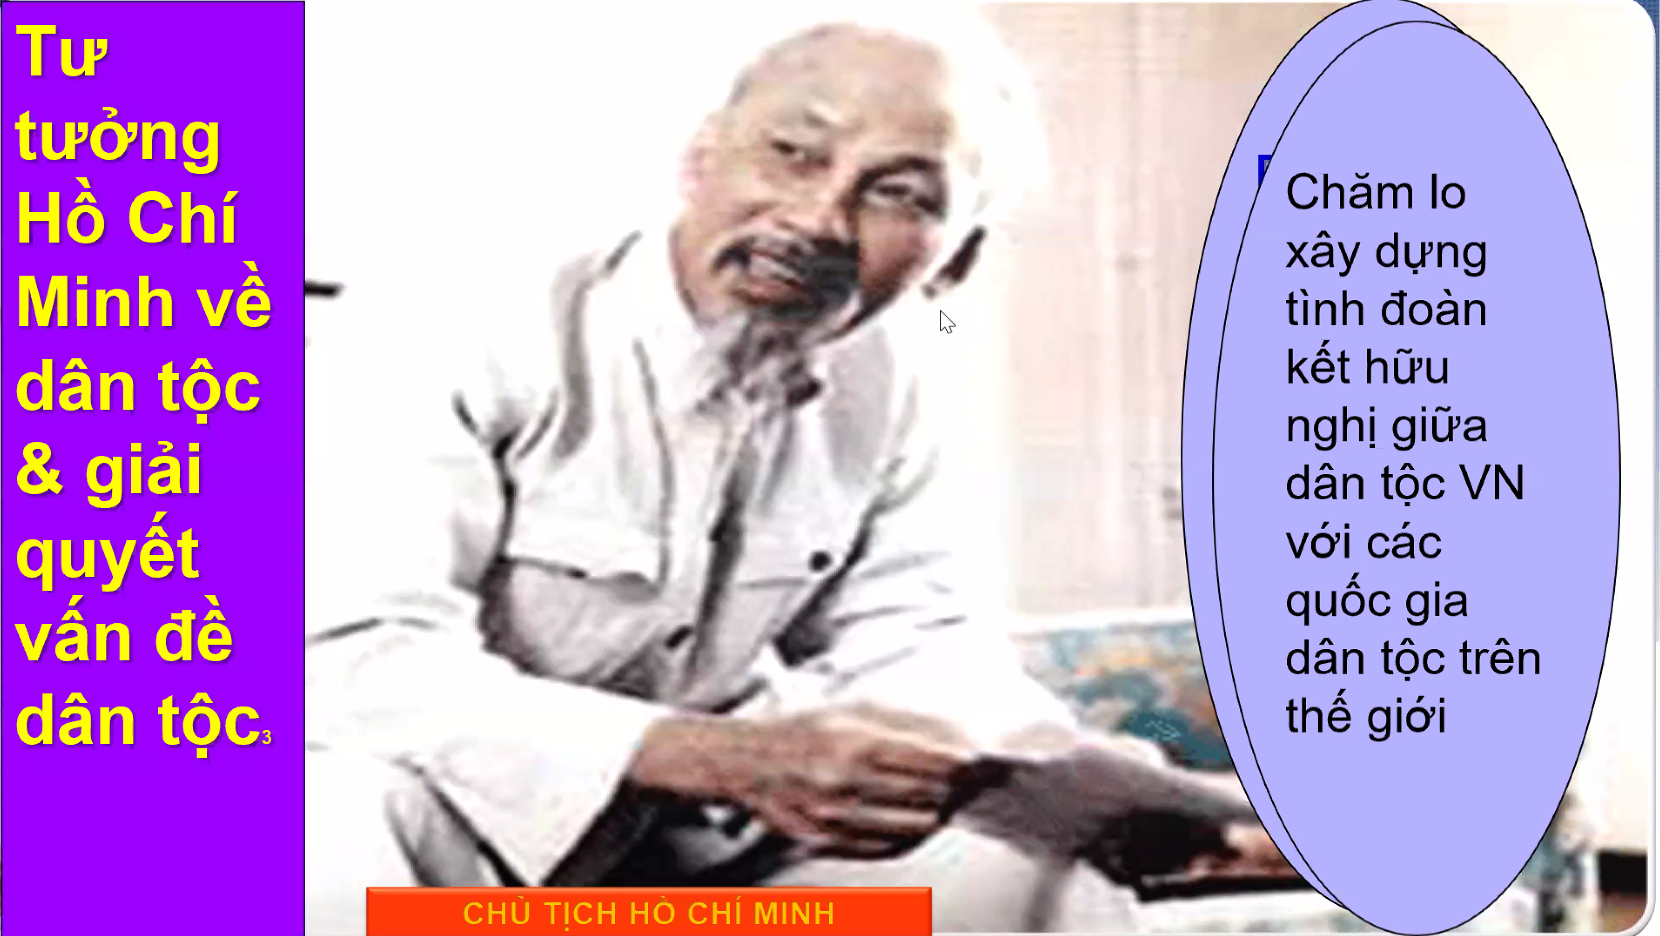 Tư
tưởng
Hồ Chí
Minh về
dân tộc
& giải
quyết
vấn đề
dân tộc3
Chăm lo
xây dựng
tình đoàn
kết hữu
nghị giữa
dân tộc VN
với các
quốc gia
dân tộc trên
thế giới
CHỦ TỊCH HỒ CHÍ MINH